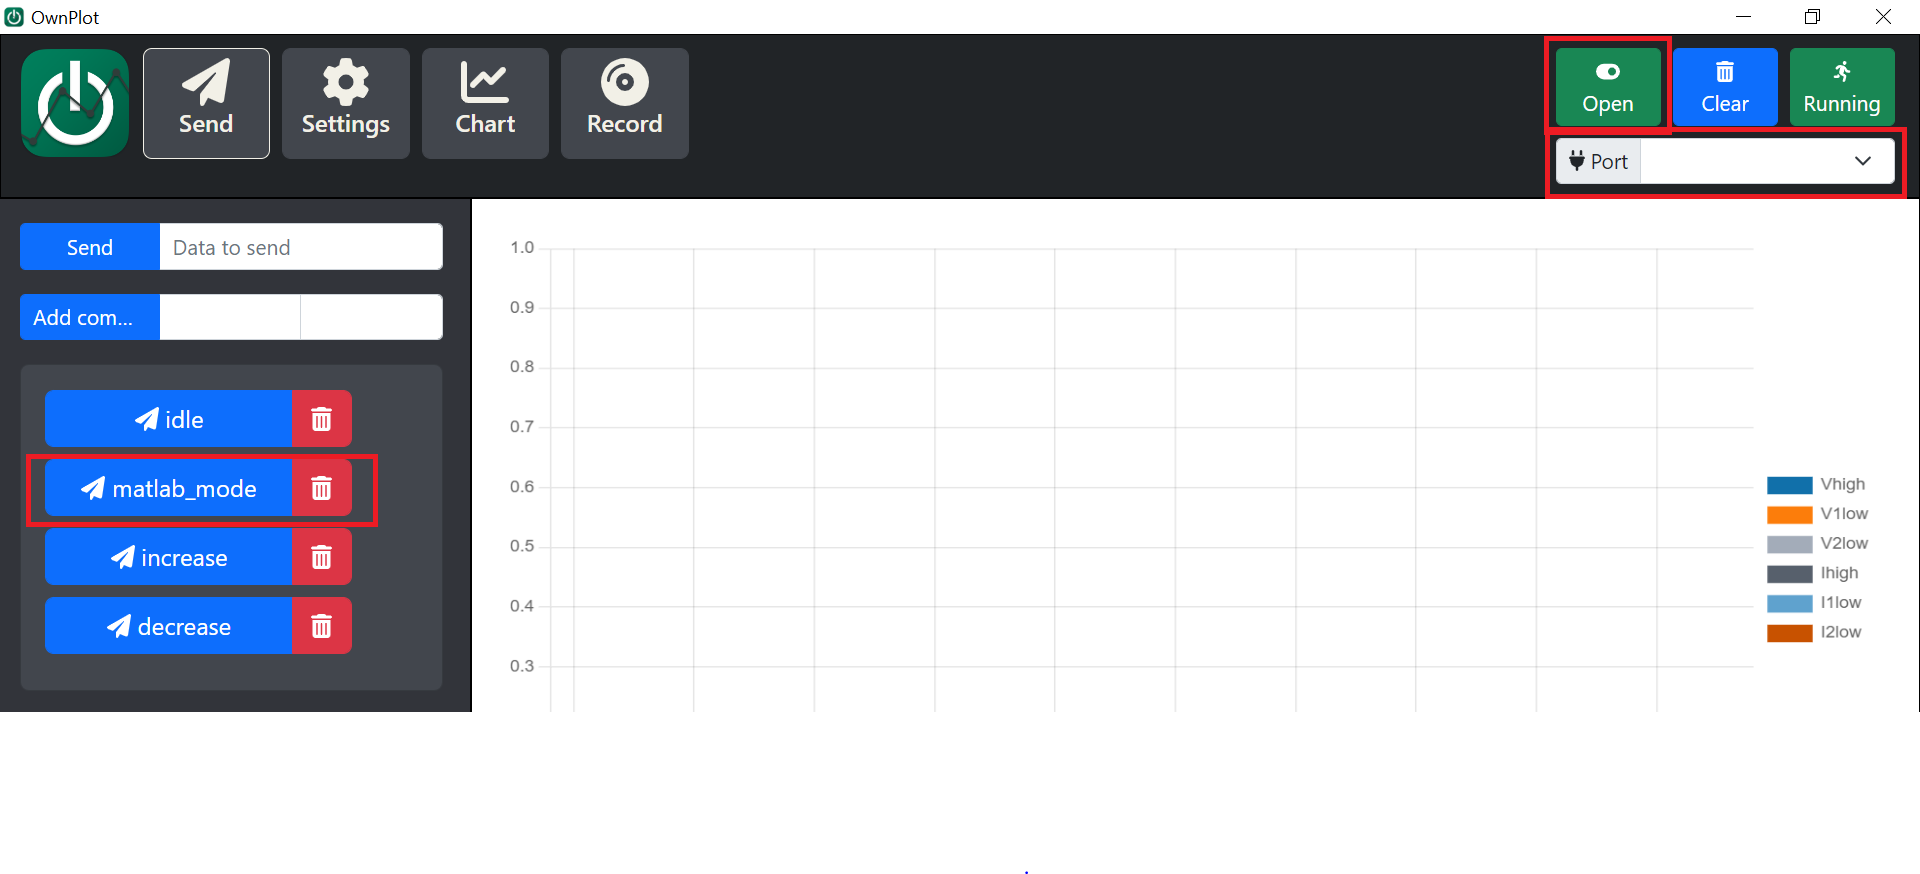 OwnPlot
Send
Settings
Chart
Record
Open
Clear
Running
Port
Send
Data to send
Add com...
idle
matlab_mode
increase
decrease
1.0
0.9
0.8
0.7
0.6
0.5
0.4
0.3
Vhigh
V1low
V2low
Ihigh
I1low
I2low